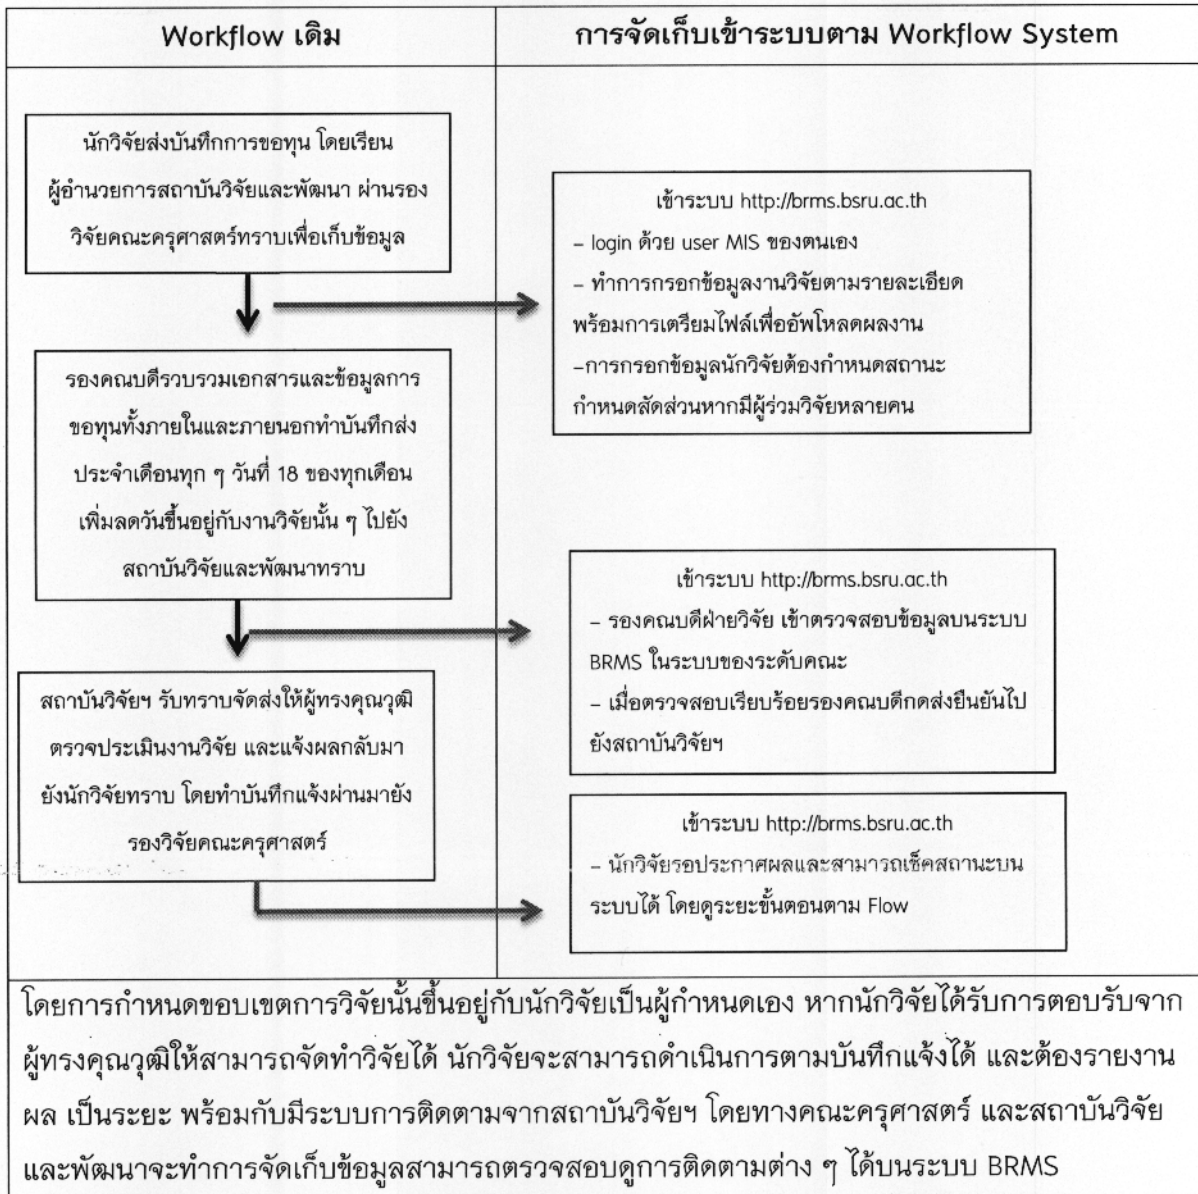 Workflow เดิม
การจัดเก็บเข้าระบบตาม Workflow System
นักวิจัยส่งบันทึกการขอทุน โดยเรียน
ผู้อำนวยการสถาบันวิจัยและพัฒนา ผ่านรอง
วิจัยคณะครุศาสตร์ทราบเพื่อเก็บข้อมูล
เข้าระบบ http://brms.bsru.ac.th
– login ด้วย user MIS ของตนเอง
– ทำการกรอกข้อมูลงานวิจัยตามรายละเอียด
พร้อมการเตรียมไฟล์เพื่ออัพโหลดผลงาน
–การกรอกข้อมูลนักวิจัยต้องกำหนดสถานะ
กำหนดสัดส่วนหากมีผู้ร่วมวิจัยหลายคน
รองคณบดีรวบรวมเอกสารและข้อมูลการ
ขอทุนทั้งภายในและภายนอกทำบันทึกส่ง
ประจำเดือนทุก ๆ วันที่ 18 ของทุกเดือน
เพิ่มลดวันขึ้นอยู่กับงานวิจัยนั้น ๆ ไปยัง
สถาบันวิจัยและพัฒนาทราบ
เข้าระบบ http://brms.bsru.ac.th
– รองคณบดีฝ่ายวิจัย เข้าตรวจสอบข้อมูลบนระบบ
BRMS ในระบบของระดับคณะ
– เมื่อตรวจสอบเรียบร้อยรองคณบดีกดส่งยืนยันไป
ยังสถาบันวิจัยฯ
สถาบันวิจัยฯ รับทราบจัดส่งให้ผู้ทรงคุณวุฒิ
ตรวจประเมินงานวิจัย และแจ้งผลกลับมา
ยังนักวิจัยทราบ โดยทำบันทึกแจ้งผ่านมายัง
รองวิจัยคณะครุศาสตร์
เข้าระบบ http://brms.bsru.ac.th
– นักวิจัยรอประกาศผลและสามารถเช็คสถานะบน
ระบบได้ โดยดูระยะขั้นตอนตาม Flow
โดยการกำหนดขอบเขตการวิจัยนั้นขึ้นอยู่กับนักวิจัยเป็นผู้กำหนดเอง หากนักวิจัยได้รับการตอบรับจาก
ผู้ทรงคุณวุฒิให้สามารถจัดทำวิจัยได้ นักวิจัยจะสามารถดำเนินการตามบันทึกแจ้งได้ และต้องรายงาน
ผล เป็นระยะ พร้อมกับมีระบบการติดตามจากสถาบันวิจัยฯ โดยทางคณะครุศาสตร์ และสถาบันวิจัย
และพัฒนาจะทำการจัดเก็บข้อมูลสามารถตรวจสอบดูการติดตามต่าง ๆ ได้บนระบบ BRMS